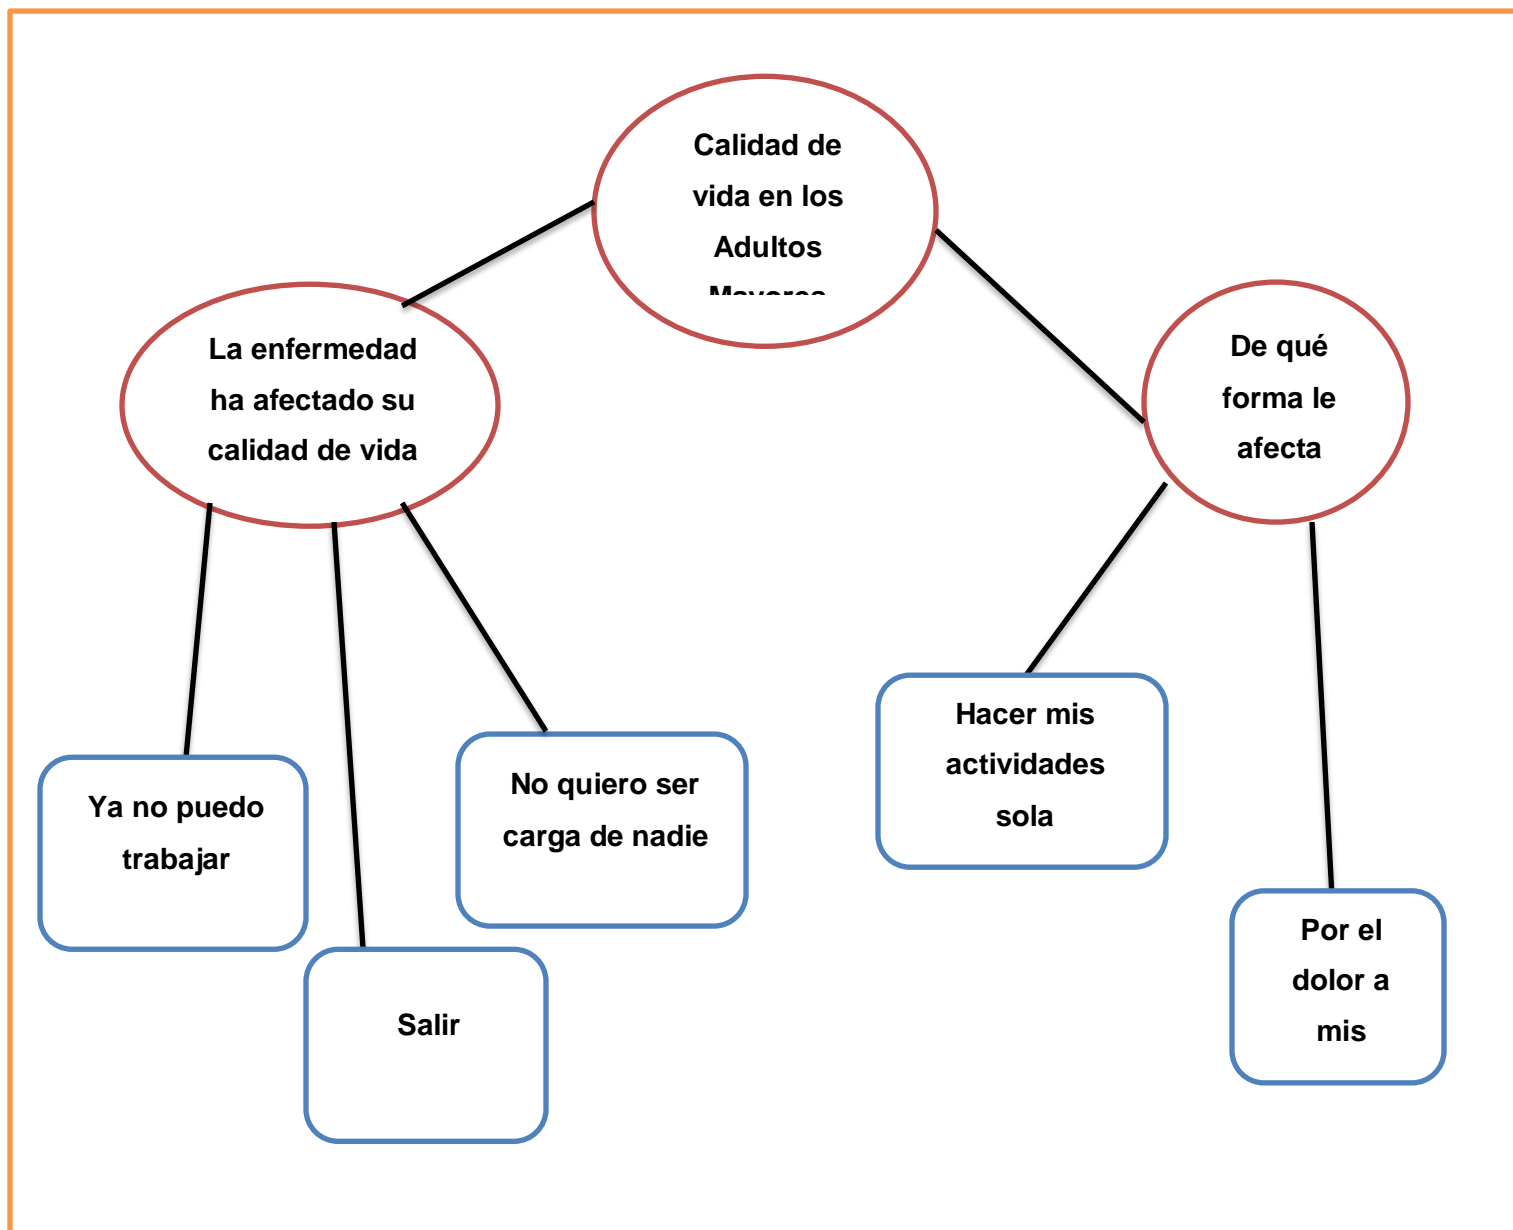 Calidad de
vida en los
Adultos
Mayores
La enfermedad
ha afectado su
calidad de vida
De qué
forma le
afecta
Ya no puedo
trabajar
Salir
No quiero ser
carga de nadie
Hacer mis
actividades
sola
Por el
dolor a
mis